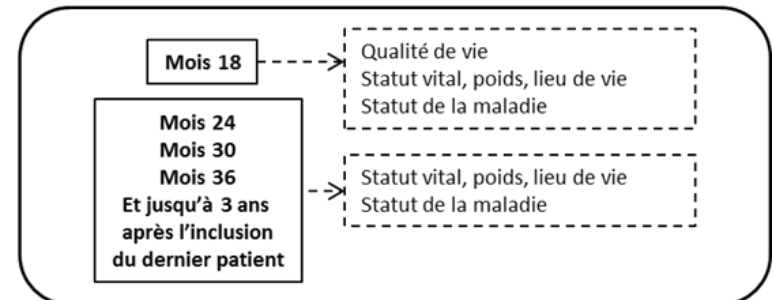 Mois 18
Qualité de vie
Statut vital, poids, lieu de vie
Statut de la maladie
Mois 24
Mois 30
Mois 36
Et jusqu'à 3 ans
après l'inclusion
du dernier patient
Statut vital, poids, lieu de vie
Statut de la maladie